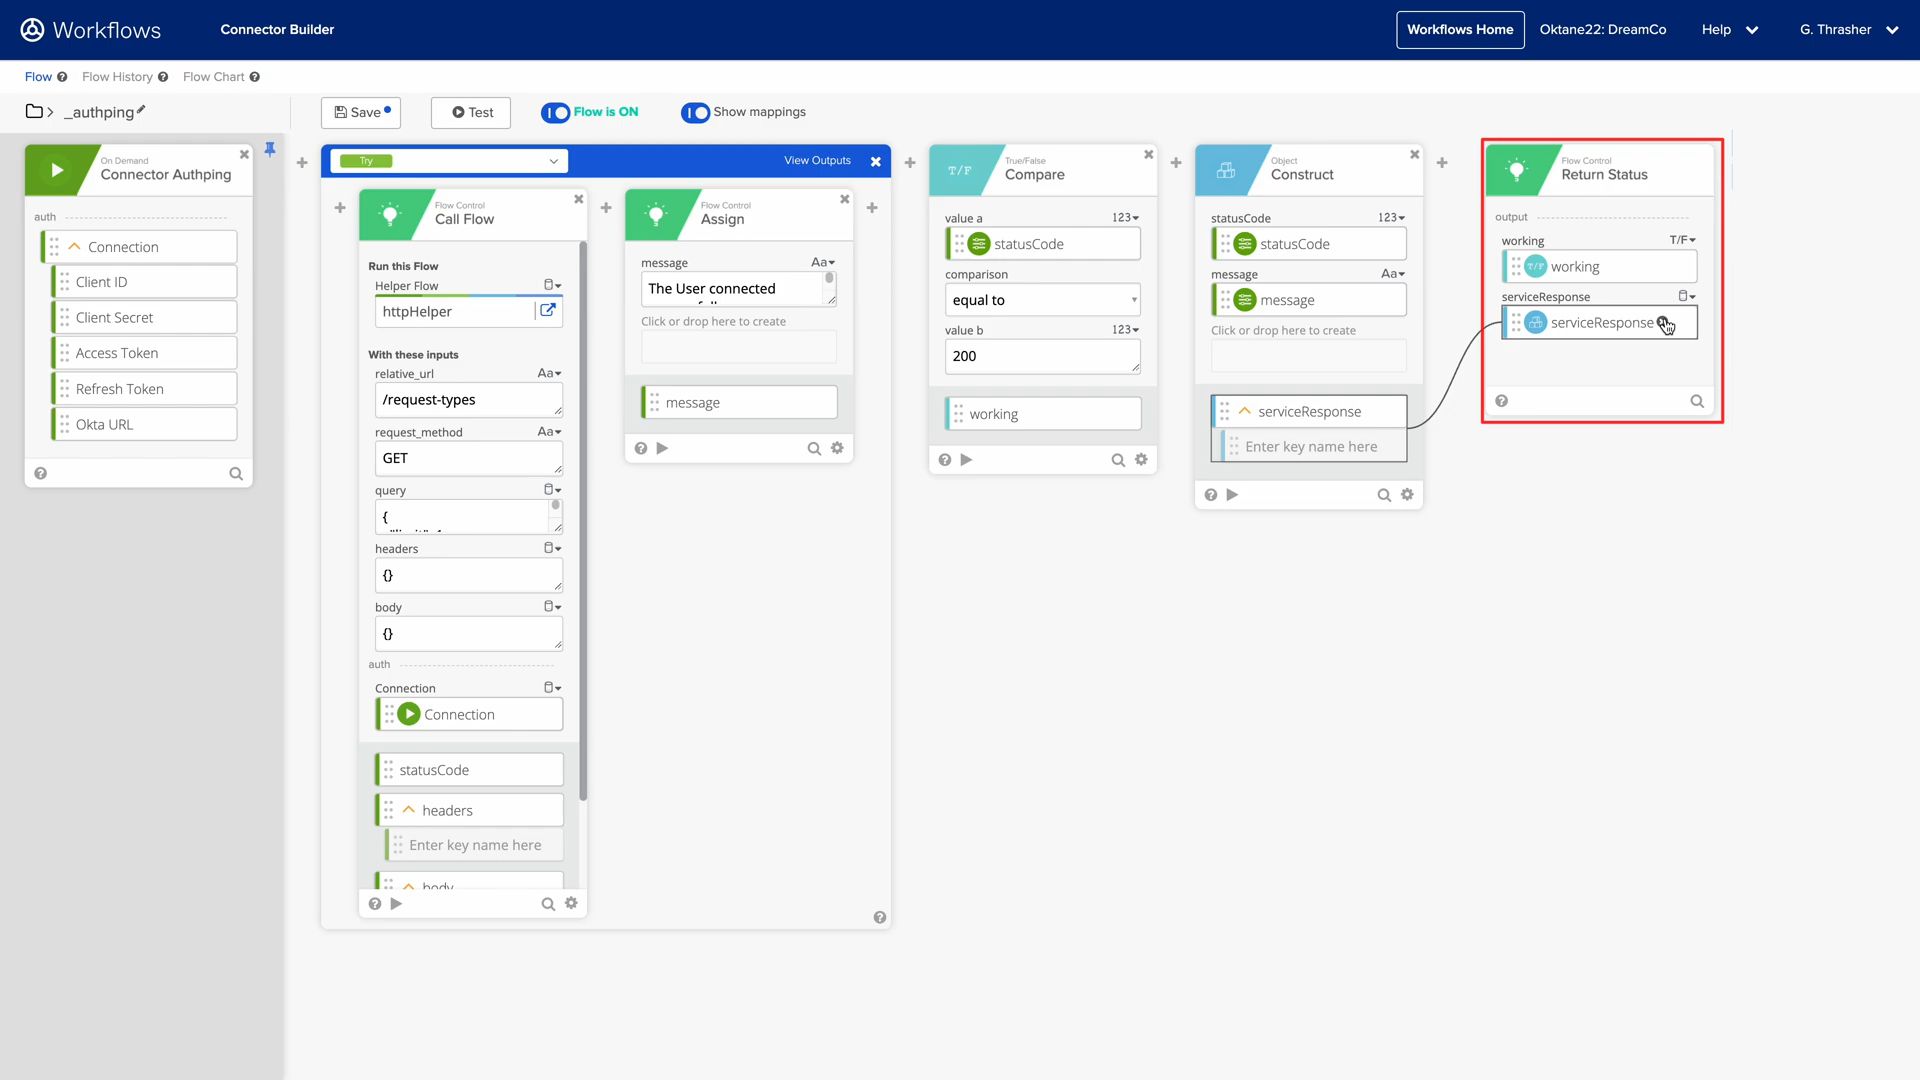 Workflows
Connector Builder
Workflows Home
Oktane22: DreamCo
Help
G. Thrasher
Flow
Flow History
Flow Chart
_authping
Save
Test
Flow is ON
Show mappings
On Demand
Connector Authping
auth
Connection
Client ID
Client Secret
Access Token
Refresh Token
Okta URL
Try
View Outputs
Flow Control
Call Flow
Run this Flow
Helper Flow
httpHelper
With these inputs
relative_url
Aa
/request-types
request_method
Aa
GET
query
{
headers
{}
body
{}
auth
Connection
Connection
statusCode
headers
Enter key name here
body
Flow Control
Assign
message
Aa
The User connected
Click or drop here to create
message
T/F
True/False
Compare
value a
123
statusCode
comparison
equal to
value b
123
200
working
Object
Construct
statusCode
123
statusCode
message
Aa
message
Click or drop here to create
serviceResponse
Enter key name here
Flow Control
Return Status
output
working
T/F
T/F
working
serviceResponse
serviceResponse